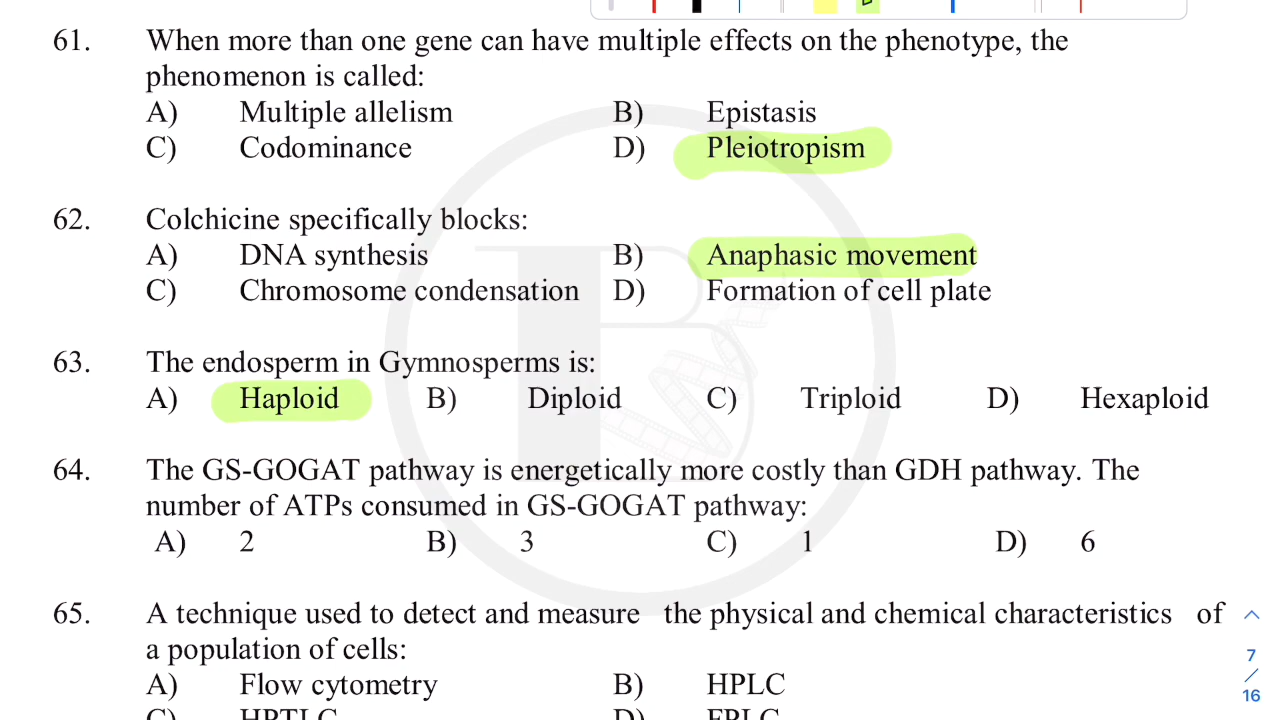 61. When more than one gene can have multiple effects on the phenotype, the
phenomenon is called:
A) Multiple allelism B) Epistasis
C) Codominance D) Pleiotropism
62. Colchicine specifically blocks:
A) DNA synthesis B) Anaphasic movement
C) Chromosome condensation D) Formation of cell plate
63. The endosperm in Gymnosperms is:
A) Haploid B) Diploid C) Triploid D) Hexaploid
64. The GS-GOGAT pathway is energetically more costly than GDH pathway. The
number of ATPs consumed in GS-GOGAT pathway:
A) 2 B) 3 C) 1 D) 6
65. A technique used to detect and measure the physical and chemical characteristics of
a population of cells:
A) Flow cytometry B) HPLC
C) HPTLC D) FPLC
7
/
16